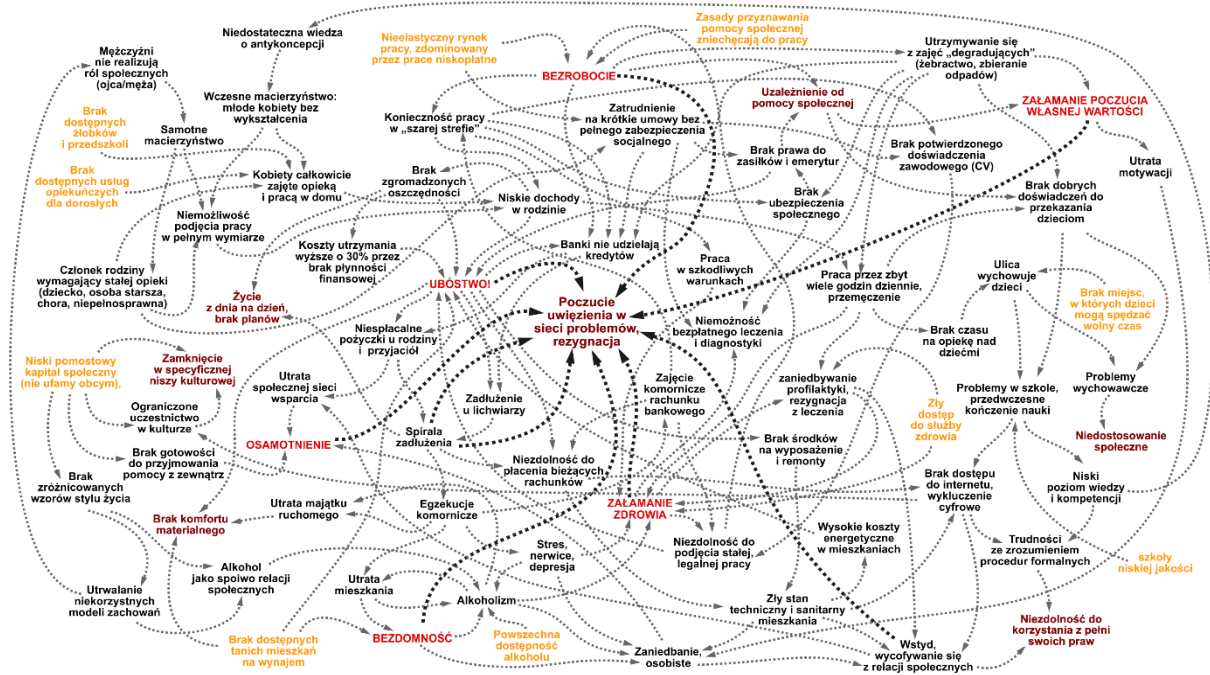 Mężczyźni
nie realizują
ról społecznych
(ojca/męża)
Niedostateczna wiedza
o antykoncepcji
Nieelastyczny rynek
pracy, zdominowany
przez prace niskopłatne
Zasady przyznawania
pomocy społecznej
zniechęcają do pracy
Utrzymywanie się
z zajęć „degradujących”,
(żebractwo, zbieranie
odpadów)
BEZROBOCIE
Wczesne macierzyństwo:
młode kobiety bez
wykształcenia
Uzależnienie od
pomocy społecznej
ZAŁAMANIE POCZUCIA
WŁASNEJ WARTOŚCI
Brak
dostępnych
żłobków
i przedszkoli
Samotne
macierzyństwo
Konieczność pracy
w „szarej strefie”
Zatrudnienie
na krótkie umowy bez
pełnego zabezpieczenia
socjalnego
Brak prawa do
zasiłków i emerytur
Brak potwierdzonego
doświadczenia
zawodowego (CV)
Utrata
motywacji
Brak
dostępnych usług
opiekuńczych
dla dorosłych
Kobiety całkowicie
zajęte opieką
i pracą w domu
Brak
zgromadzonych
oszczędności
Niskie dochody
w rodzinie
Brak
ubezpieczenia
społecznego
Brak dobrych
doświadczeń do
przekazania
dzieciom
Niemożliwość
podjęcia pracy
w pełnym wymiarze
Koszty utrzymania
wyższe o 30% przez
brak płynności
finansowej
Banki nie udzielają
kredytów
Praca
w szkodliwych
warunkach
Praca przez zbyt
wiele godzin dziennie,
przemęczenie
Ulica
wychowuje
dzieci
Członek rodziny
wymagający stałej opieki
(dziecko, osoba starsza,
chora, niepełnosprawna)
UBÓSTWO!
Życie
z dnia na dzień,
brak planów
Poczucie
uwięzienia w
sieci problemów,
rezygnacja
Brak miejsc,
w których dzieci
mogą spędzać
wolny czas
Niespłacalne
pożyczki u rodziny
i przyjaciół
Niemożność
bezpłatnego leczenia
i diagnostyki
Brak czasu
na opiekę nad
dziećmi
Niski pomostowy
kapitał społeczny
(nie ufamy obcym),
Zamknięcie
w specyficznej
niszy kulturowej
Utrata
społecznej sieci
wsparcia
Zadłużenie
u lichwiarzy
Zajęcie
komornicze
rachunku
bankowego
zaniedbywanie
profilaktyki,
rezygnacja
z leczenia
Problemy w szkole,
przedwczesne
kończenie nauki
Problemy
wychowawcze
Ograniczone
uczestnictwo
w kulturze
OSAMOTNIENIE
Spirala
zadłużenia
Zły
dostęp
do służby
zdrowia
Niedostosowanie
społeczne
Brak gotowości
do przyjmowania
pomocy z zewnątrz
Niezdolność do
płacenia bieżących
rachunków
Brak środków
na wyposażenie
i remonty
Brak
zróżnicowanych
wzorów stylu życia
Brak dostępu
do internetu,
wykluczenie
cyfrowe
Niski
poziom wiedzy
i kompetencji
Brak komfortu
materialnego
Utrata majątku
ruchomego
Egzekucje
komornicze
ZAŁAMANIE
ZDROWIA
Niezdolność do
podjęcia stałej,
legalnej pracy
Wysokie koszty
energetyczne
w mieszkaniach
Trudności
ze zrozumieniem
procedur formalnych
Stres,
nerwice,
depresja
szkoły
niskiej jakości
Utrwalanie
niekorzystnych
modeli zachowań
Alkohol
jako spoiwo relacji
społecznych
Utrata
mieszkania
Alkoholizm
Zły stan
techniczny i sanitarny
mieszkania
Niezdolność do
korzystania z pełni
swoich praw
Brak dostępnych
tanich mieszkań
na wynajem
BEZDOMNOŚĆ
Powszechna
dostępność
alkoholu
Zaniedbanie,
osobiste
Wstyd,
wycofywanie się
z relacji społecznych